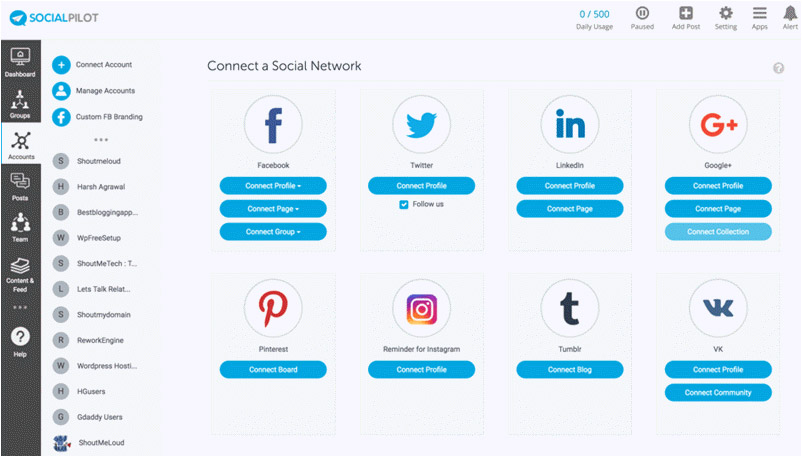 SOCIALPILOT
0 / 500
Daily Usage
Paused
Add Post
Setting
Apps
Alert
Dashboard
Groups
Accounts
Posts
Team
Content &
Feed
Help
Connect Account
Manage Accounts
Custom FB Branding
S Shoutmeloud
H Harsh Agrawal
B Bestbloggingapp...
W WpFreeSetup
S ShoutMeTech : T...
L Lets Talk Relat...
S Shoutmydomain
R ReworkEngine
W Wordpress Hosti...
H HGusers
G Gdaddy Users
ShoutMeLoud
Connect a Social Network
?
f
Facebook
Connect Profile
Connect Page
Connect Group
Twitter
Connect Profile
Follow us
in
LinkedIn
Connect Profile
Connect Page
G+
Google+
Connect Profile
Connect Page
Connect Collection
Pinterest
Connect Board
Reminder for Instagram
Connect Profile
t
Tumblr
Connect Blog
VK
Connect Profile
Connect Community